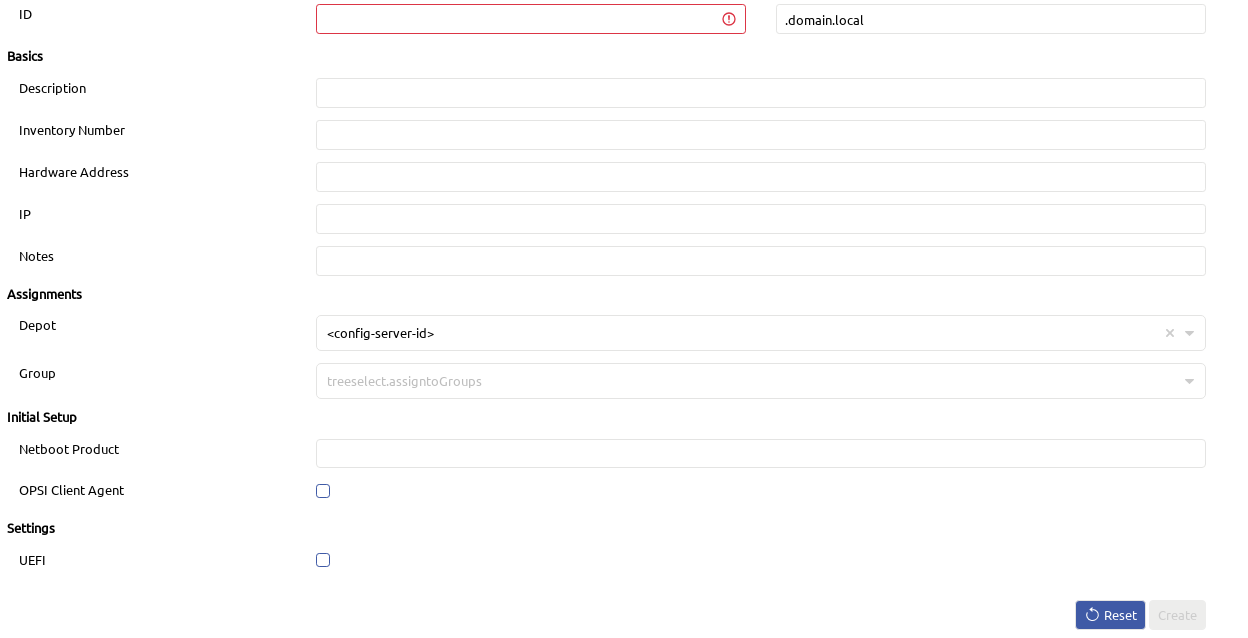 ID
.domain.local
Basics
Description
Inventory Number
Hardware Address
IP
Notes
Assignments
Depot
<config-server-id>
Group
treeselect.assigntoGroups
Initial Setup
Netboot Product
OPSI Client Agent
Settings
UEFI
Reset Create